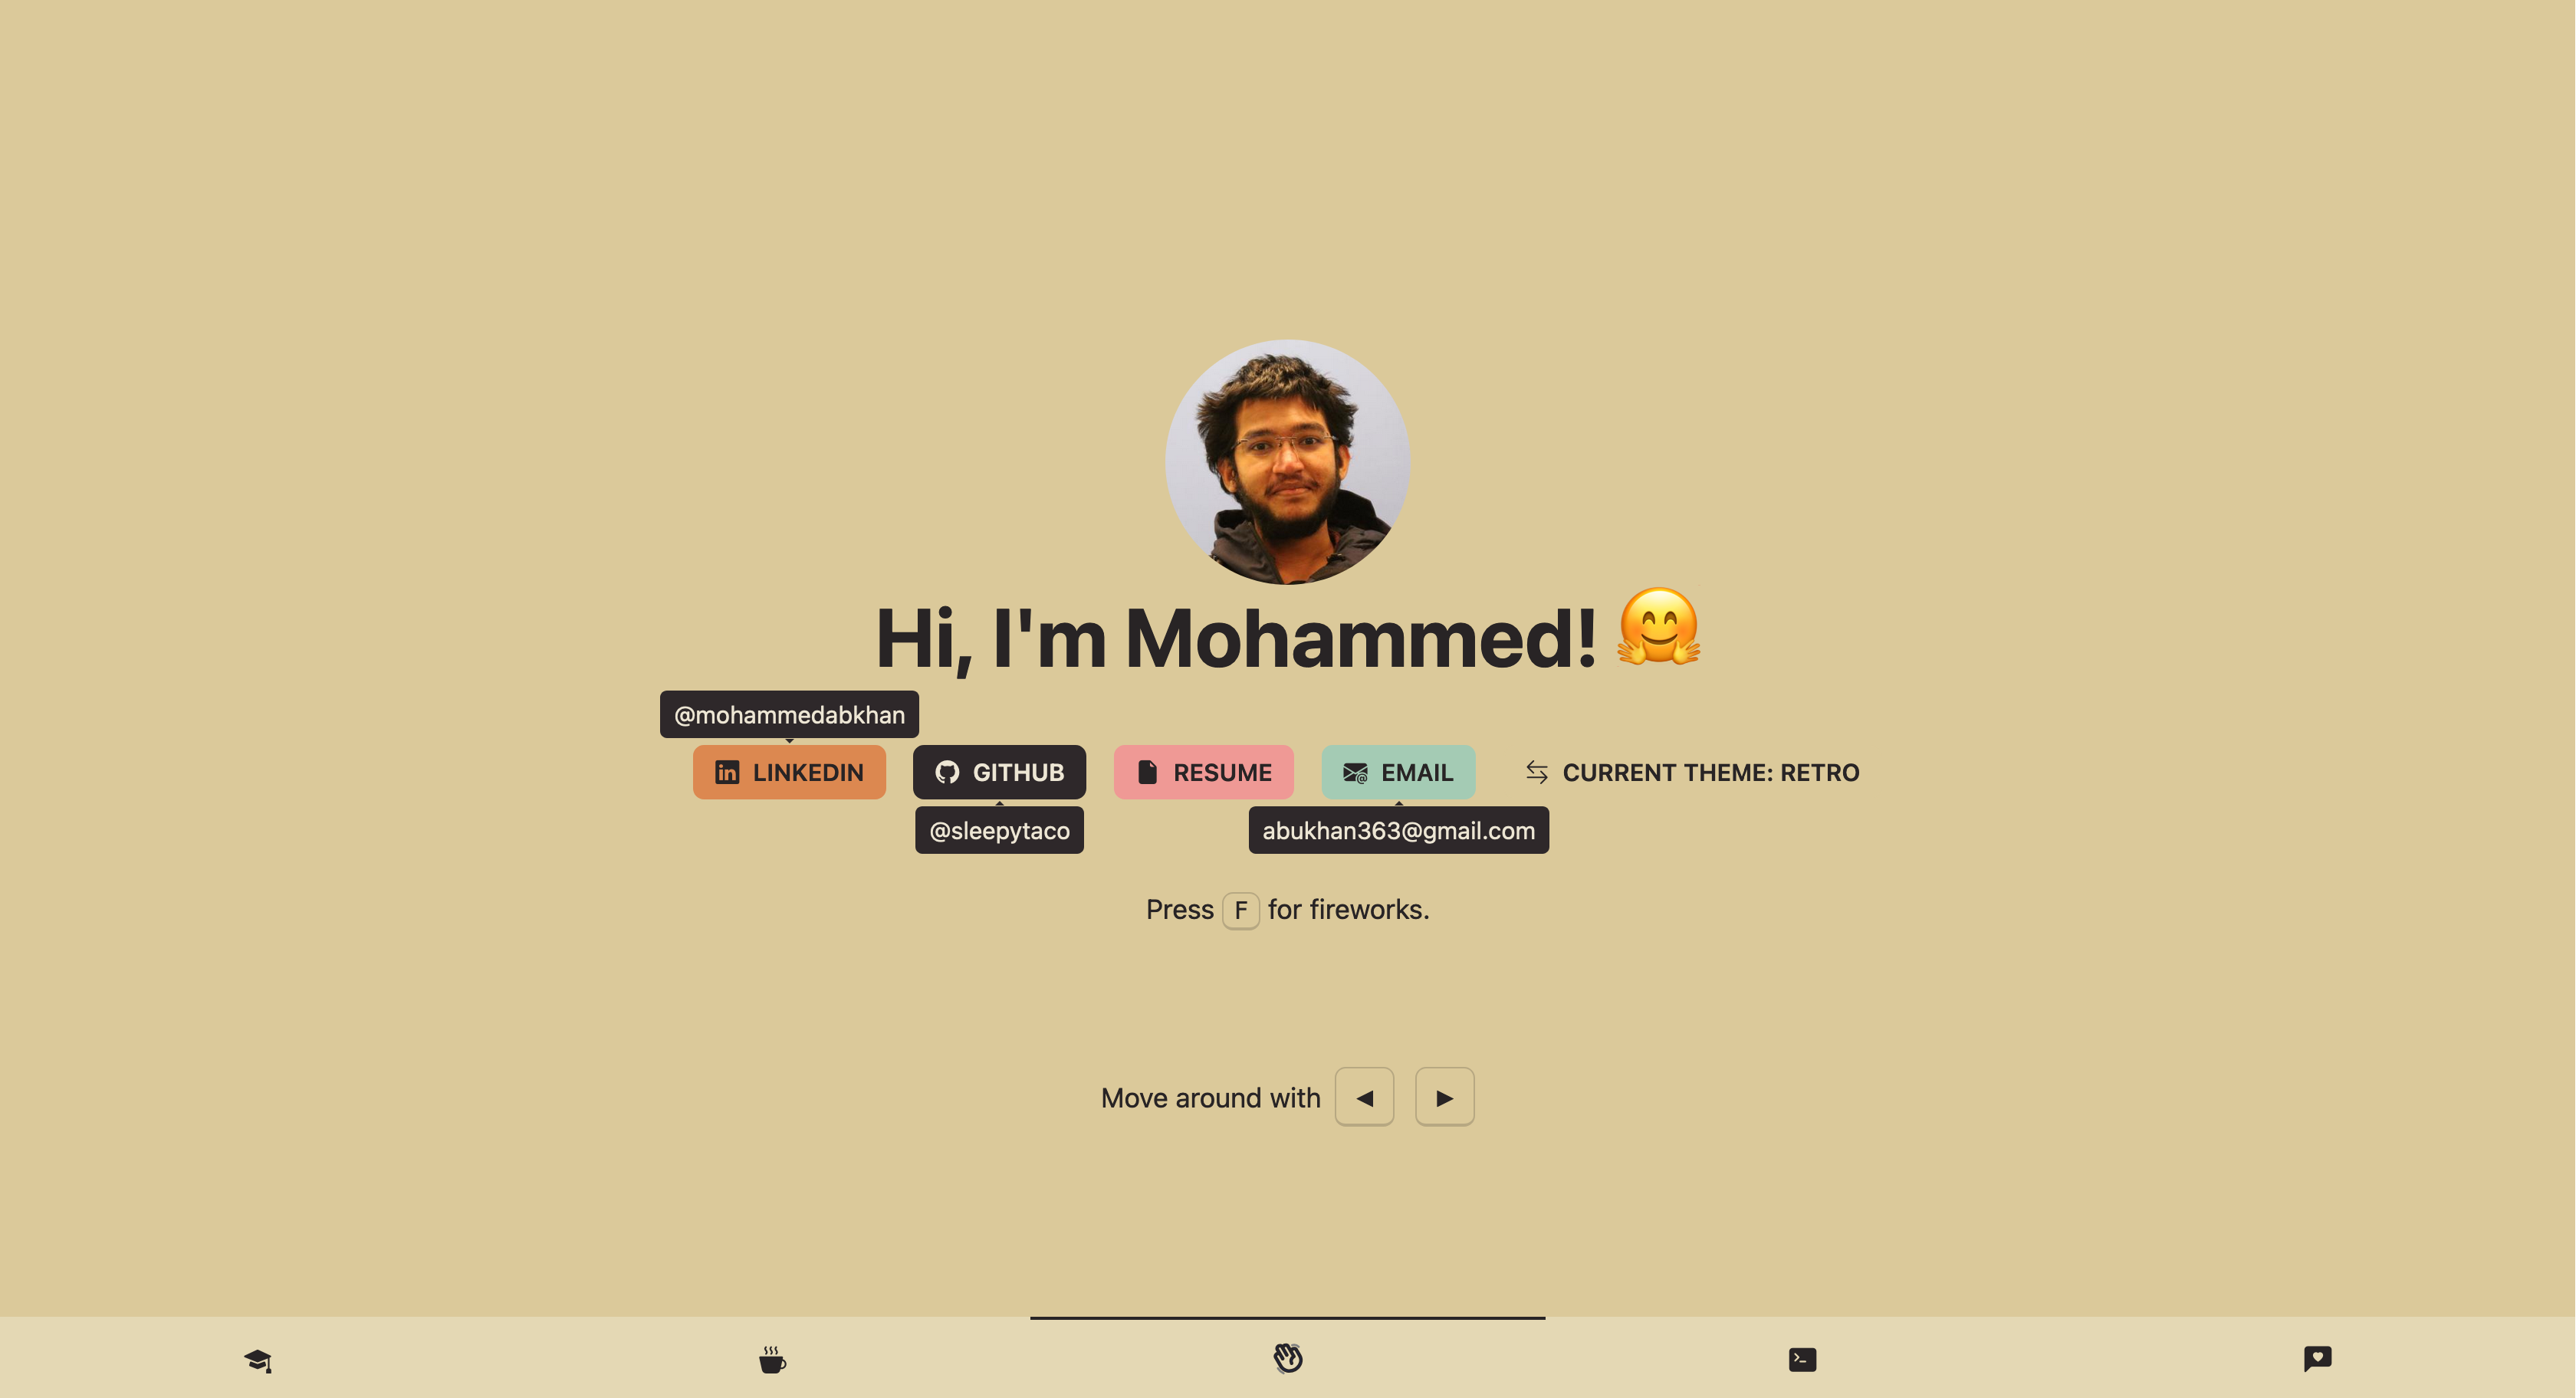 Hi, I'm Mohammed! 🤗
@mohammedabkhan
LINKEDIN GITHUB RESUME EMAIL CURRENT THEME: RETRO
@sleepytaco abukhan363@gmail.com
Press F for fireworks.
Move around with ◀ ▶